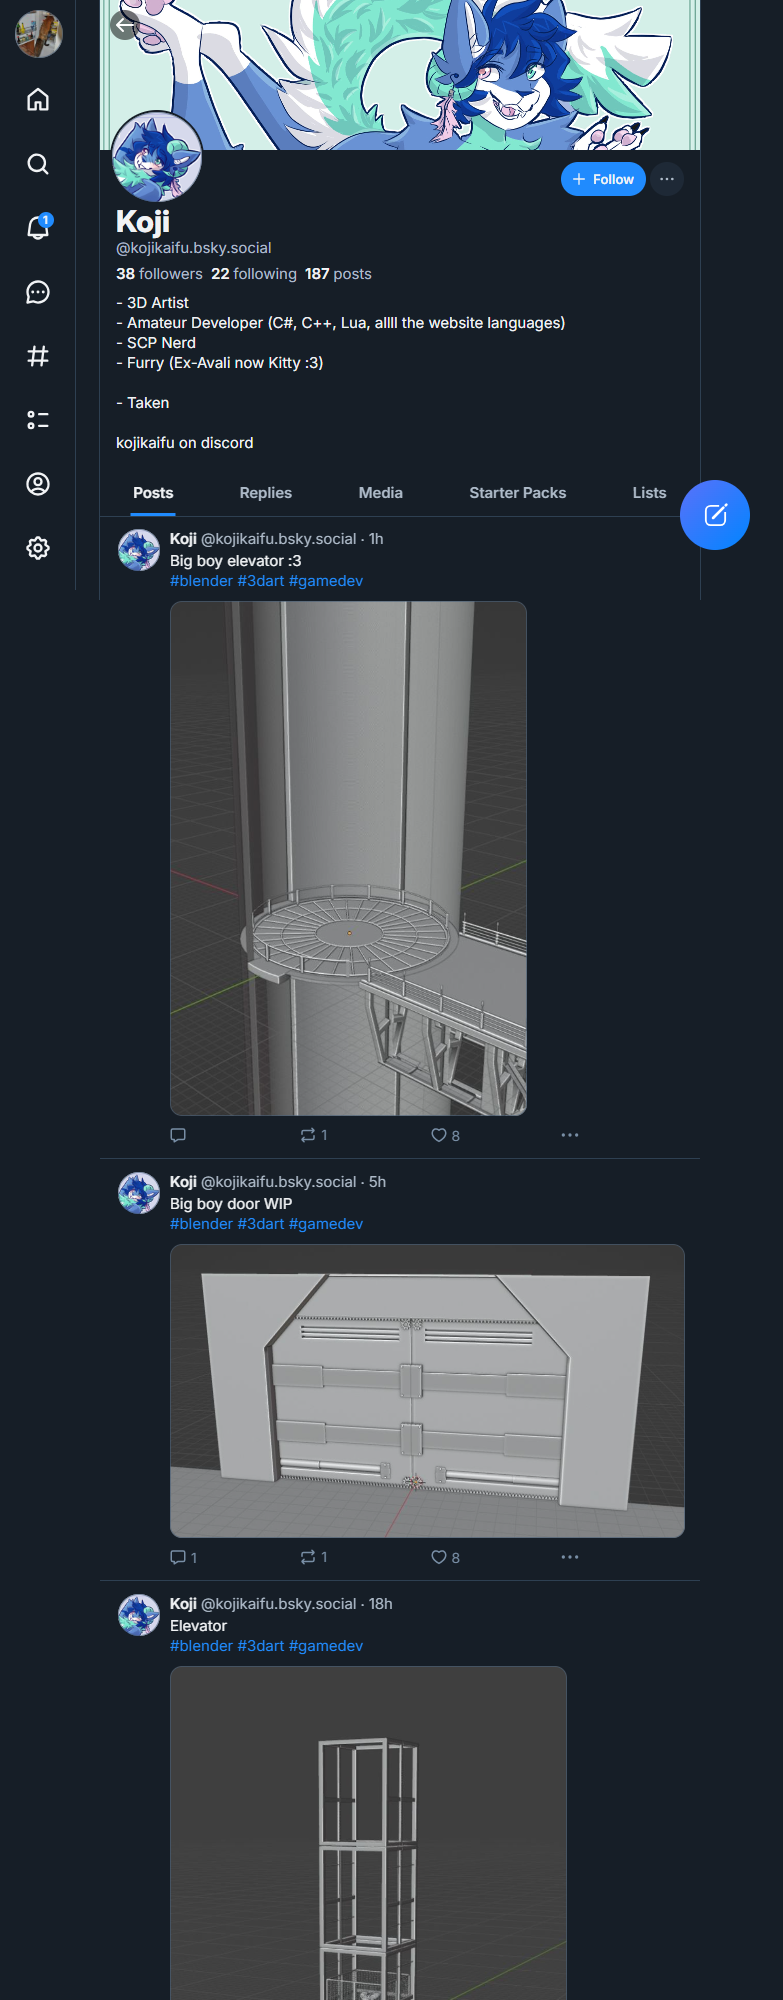 1
+ Follow
Koji
@kojikaifu.bsky.social
38 followers 22 following 187 posts
- 3D Artist
- Amateur Developer (C#, C++, Lua, allll the website languages)
- SCP Nerd
- Furry (Ex-Avali now Kitty :3)
- Taken
kojikaifu on discord
Posts Replies Media Starter Packs Lists
Koji @kojikaifu.bsky.social · 1h
Big boy elevator :3
#blender #3dart #gamedev
1 8
Koji @kojikaifu.bsky.social · 5h
Big boy door WIP
#blender #3dart #gamedev
1 1 8
Koji @kojikaifu.bsky.social · 18h
Elevator
#blender #3dart #gamedev